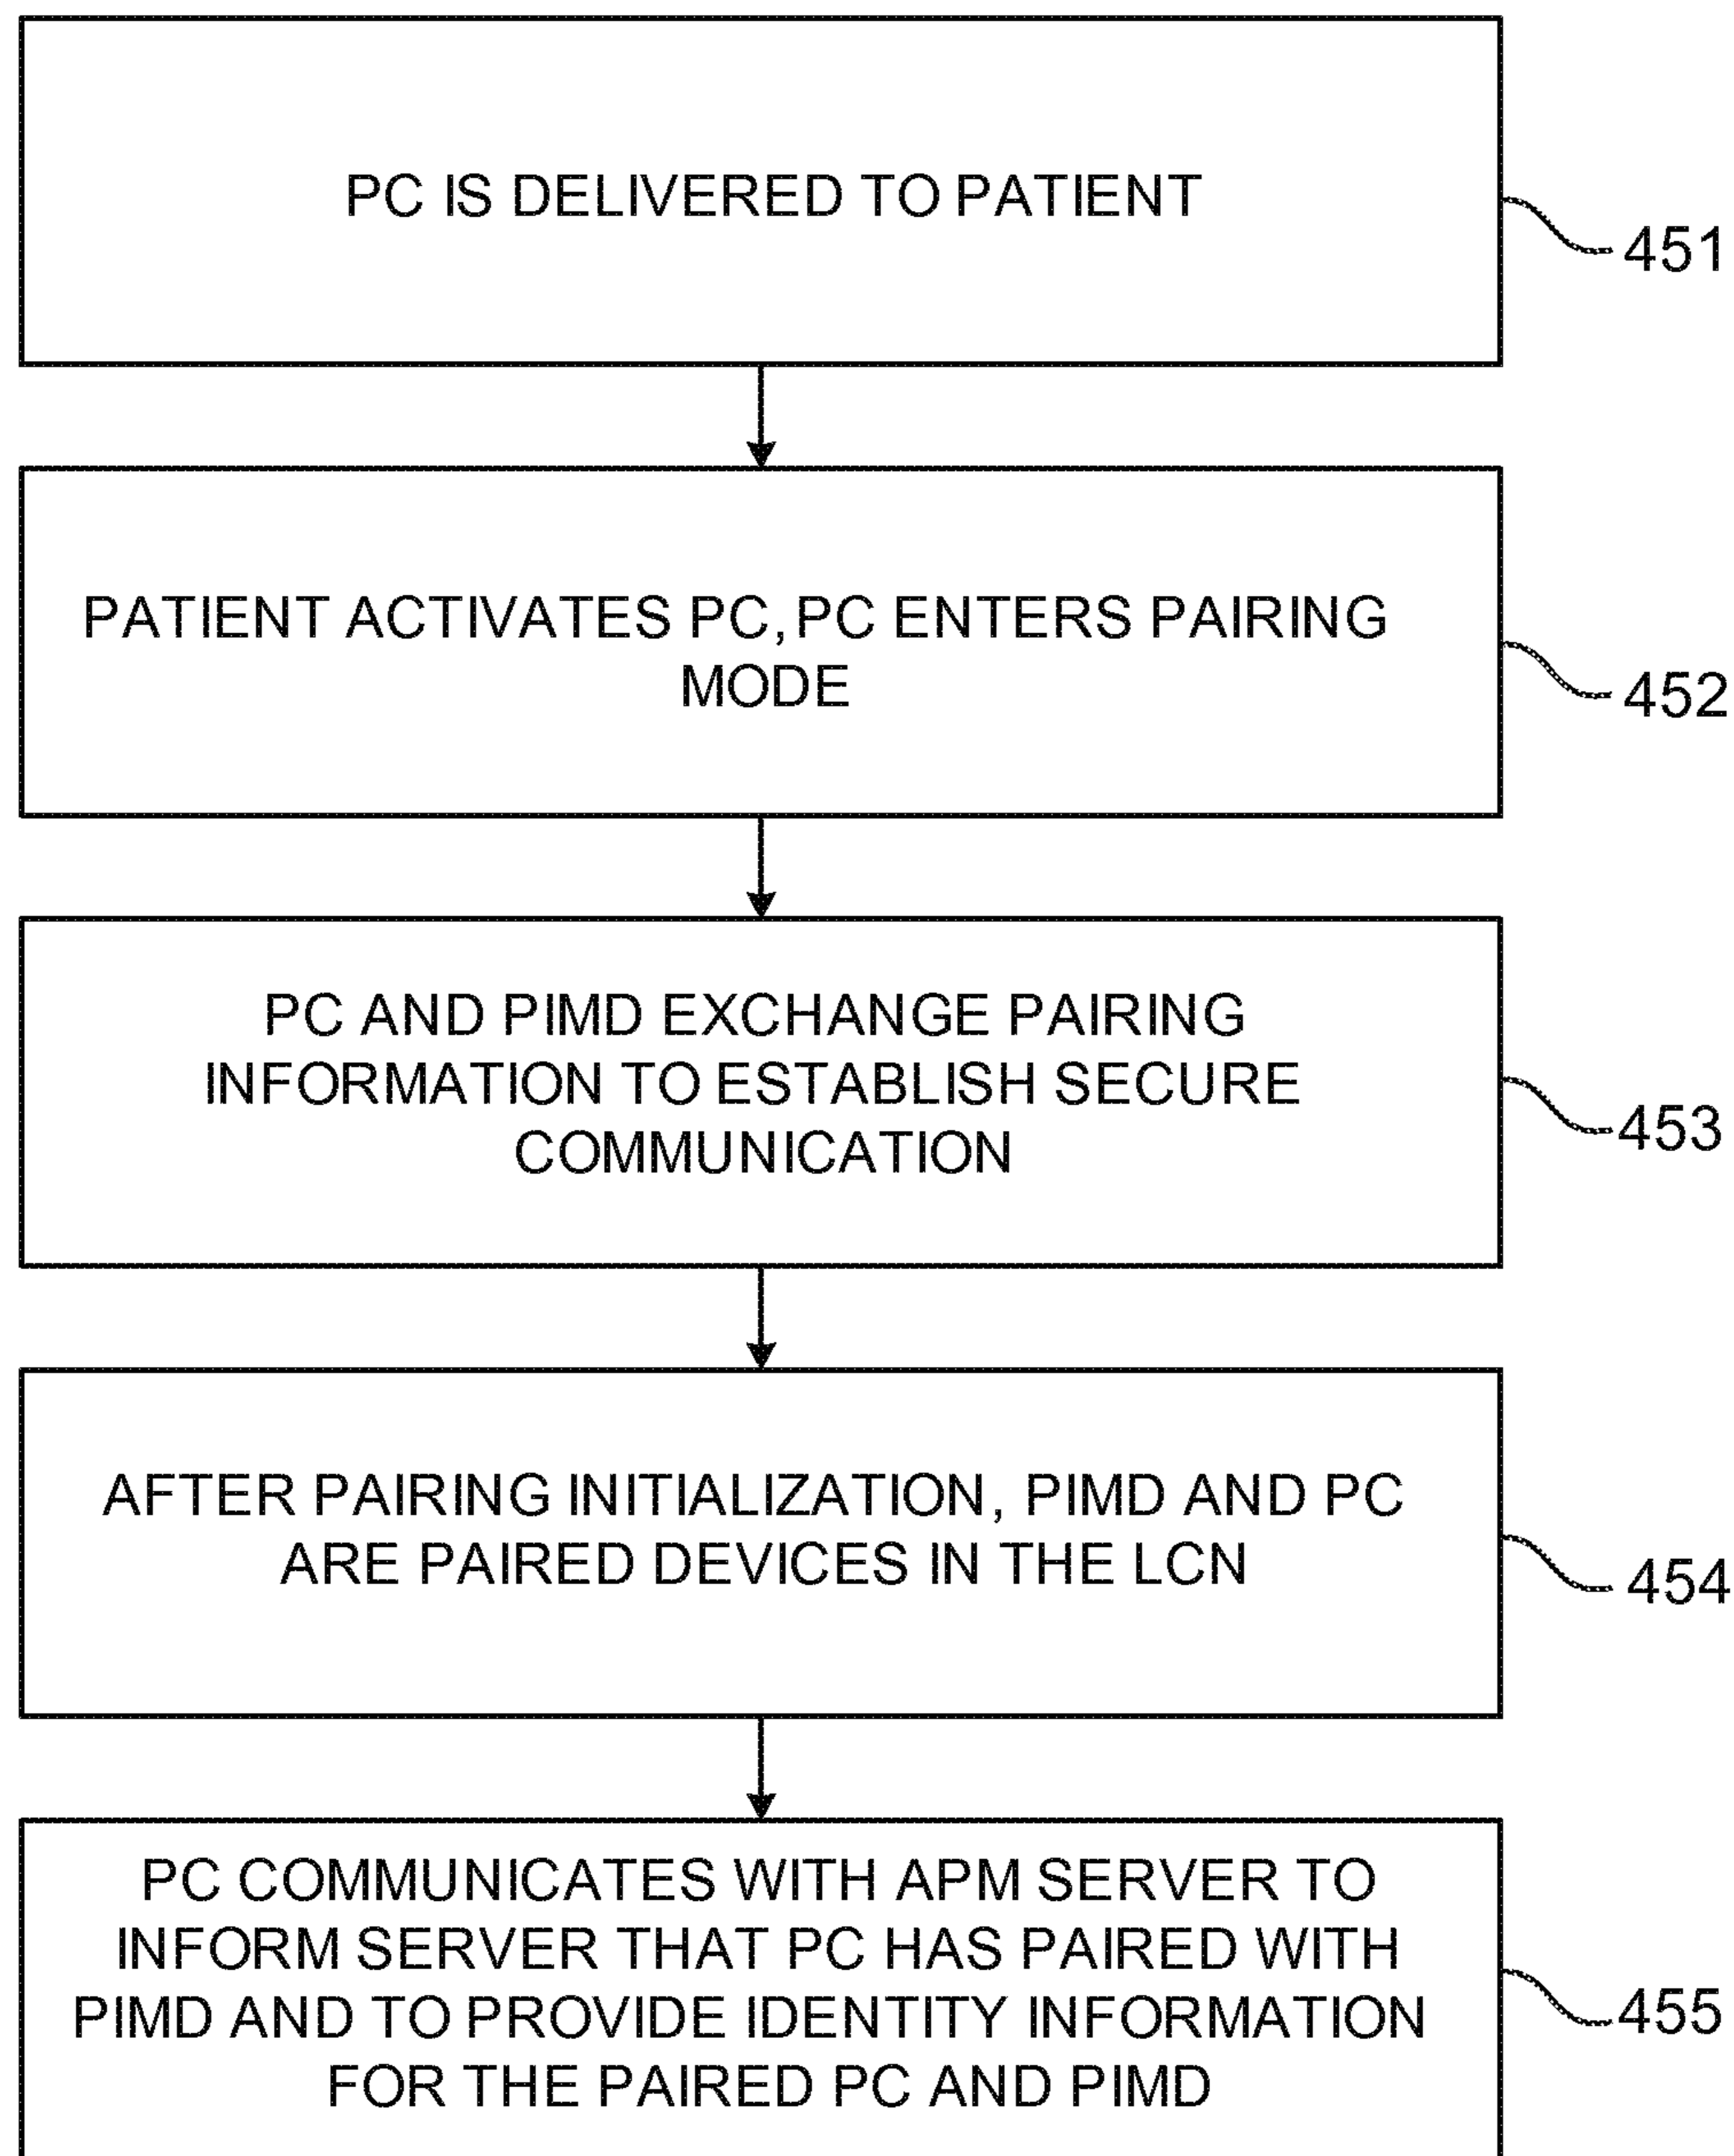 PC IS DELIVERED TO PATIENT
451
PATIENT ACTIVATES PC, PC ENTERS PAIRING
MODE
452
PC AND PIMD EXCHANGE PAIRING
INFORMATION TO ESTABLISH SECURE
COMMUNICATION
453
AFTER PAIRING INITIALIZATION, PIMD AND PC
ARE PAIRED DEVICES IN THE LCN
454
PC COMMUNICATES WITH APM SERVER TO
INFORM SERVER THAT PC HAS PAIRED WITH
PIMD AND TO PROVIDE IDENTITY INFORMATION
FOR THE PAIRED PC AND PIMD
455